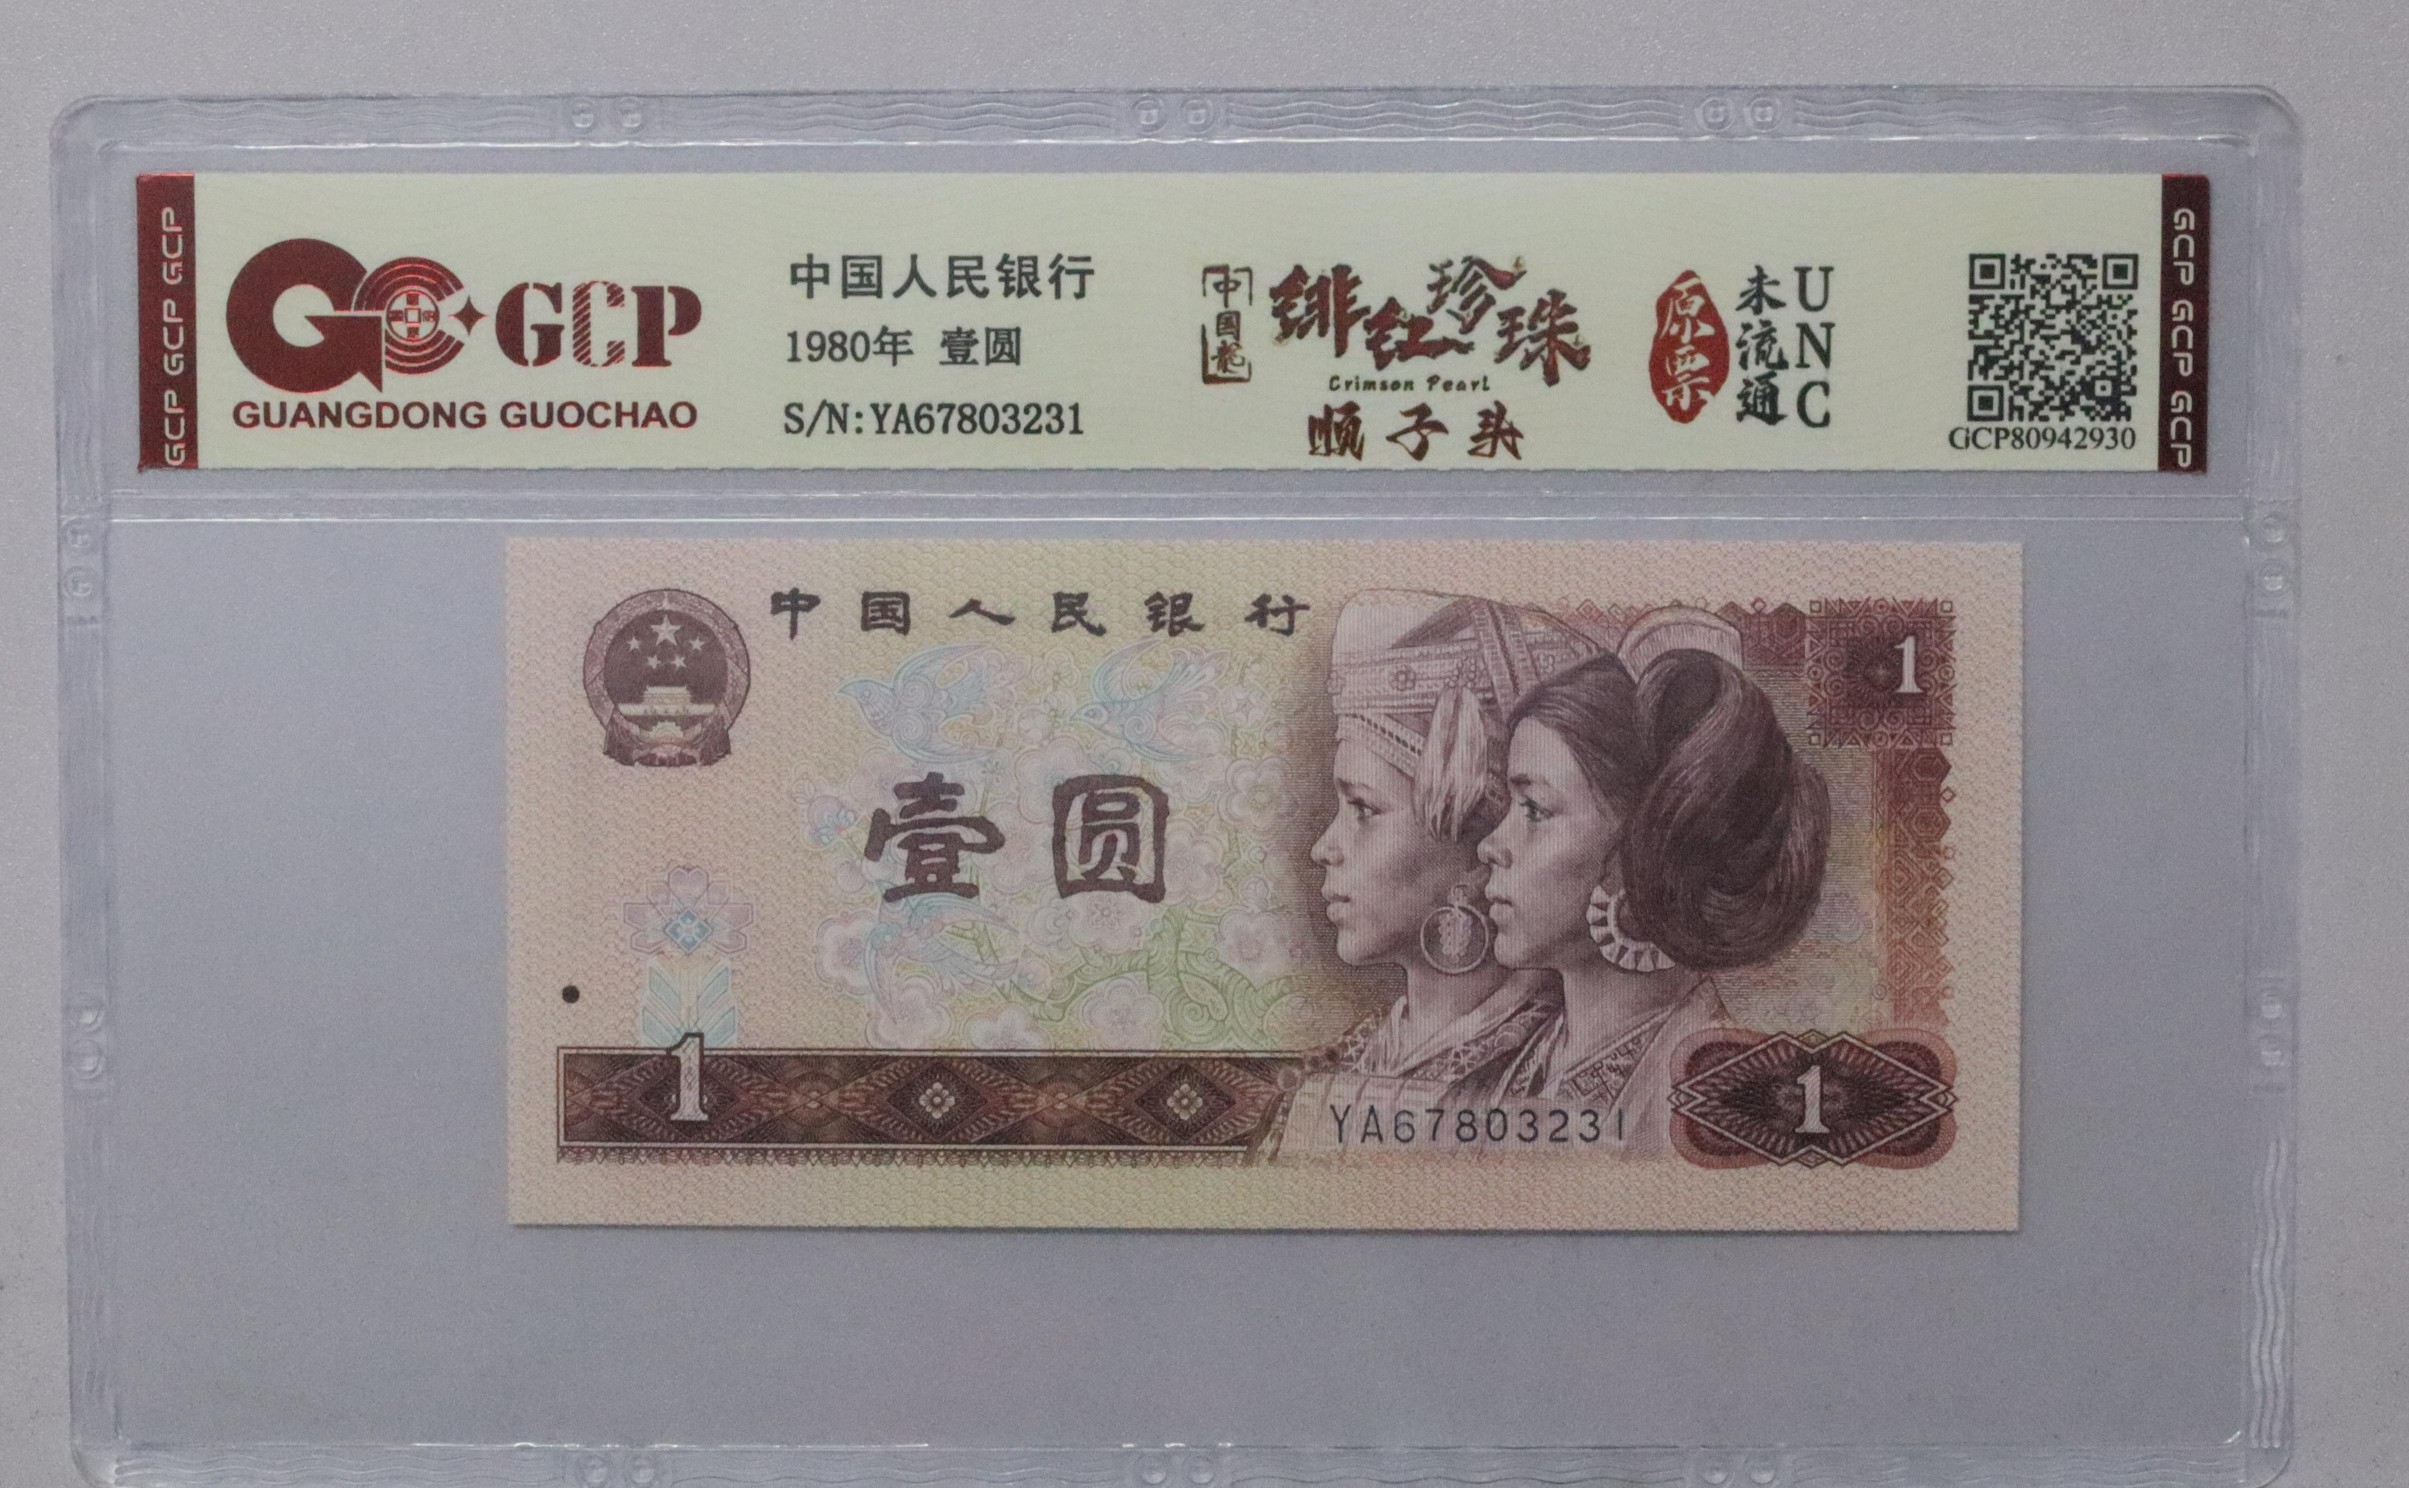 GCP GCP GCP
GCP
GUANGDONG GUOCHAO
中国人民银行
1980年 壹圆
S/N:YA67803231
中国龙
绯红珍珠
Crimson Pearl
顺子头
原票
未流通
UNC
GCP80942930
GCP GCP GCP
中国人民银行
1
壹圆
1
YA67803231
1